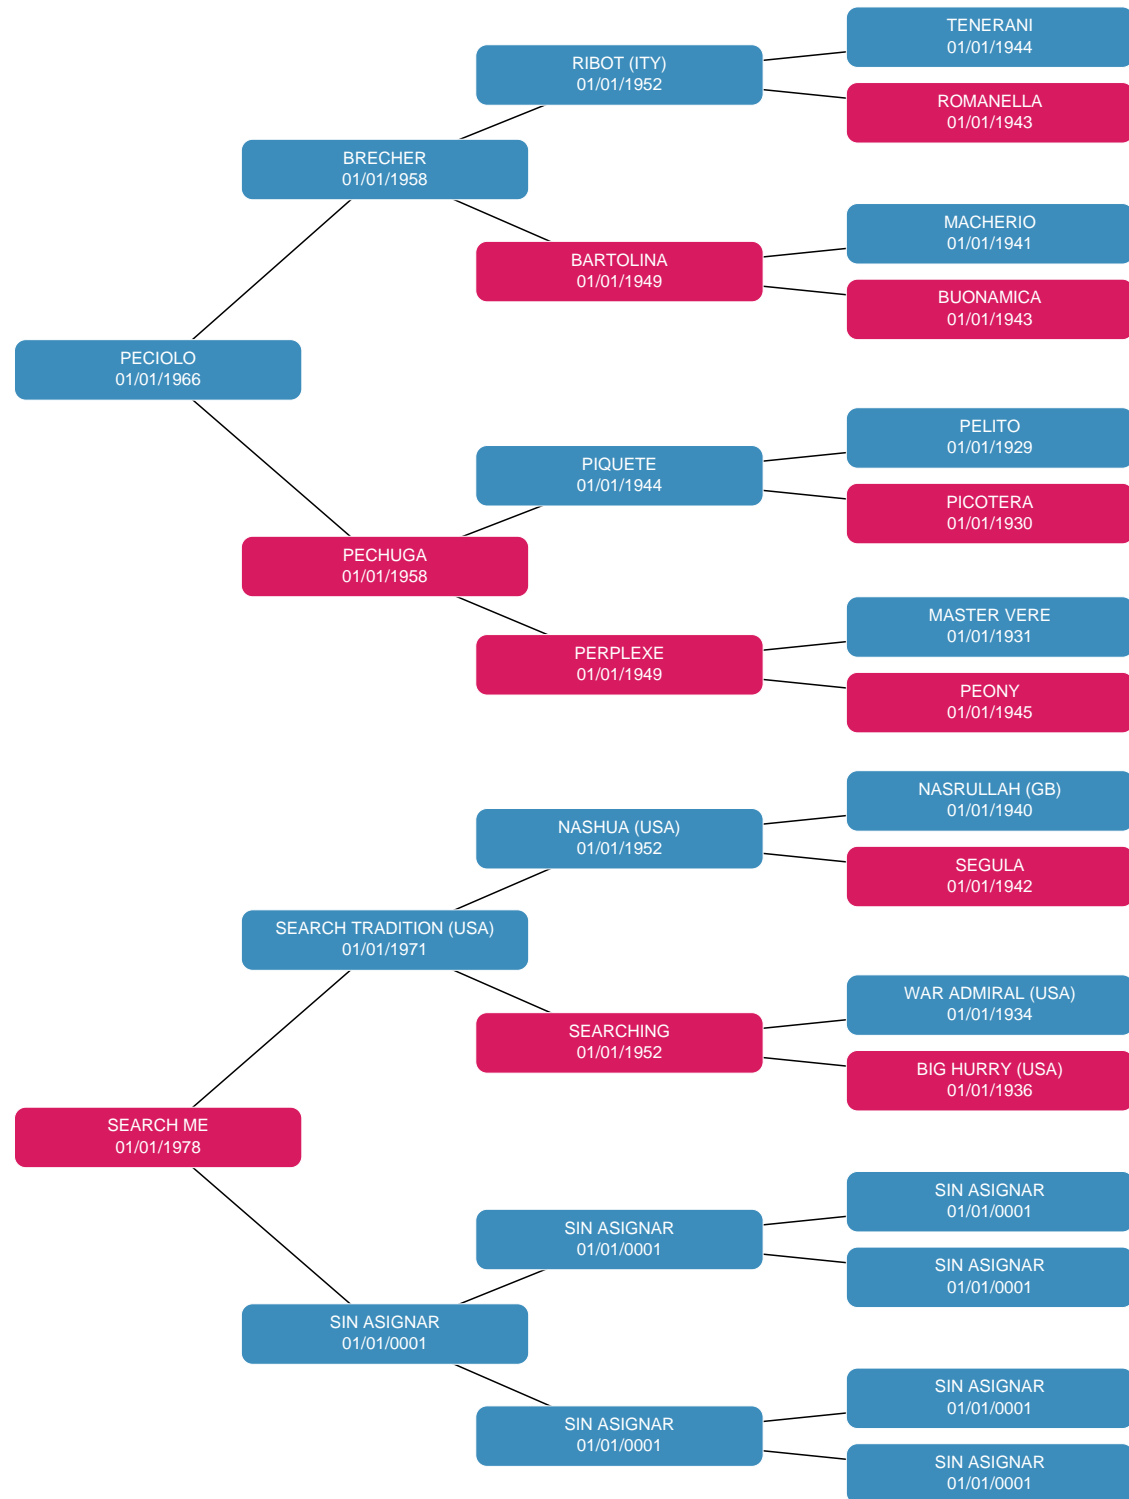 TENERANI
01/01/1944
RIBOT (ITY)
01/01/1952
ROMANELLA
01/01/1943
BRECHER
01/01/1958
MACHERIO
01/01/1941
BARTOLINA
01/01/1949
BUONAMICA
01/01/1943
PECIOLO
01/01/1966
PELITO
01/01/1929
PIQUETE
01/01/1944
PICOTERA
01/01/1930
PECHUGA
01/01/1958
MASTER VERE
01/01/1931
PERPLEXE
01/01/1949
PEONY
01/01/1945
NASRULLAH (GB)
01/01/1940
NASHUA (USA)
01/01/1952
SEGULA
01/01/1942
SEARCH TRADITION (USA)
01/01/1971
WAR ADMIRAL (USA)
01/01/1934
SEARCHING
01/01/1952
BIG HURRY (USA)
01/01/1936
SEARCH ME
01/01/1978
SIN ASIGNAR
01/01/0001
SIN ASIGNAR
01/01/0001
SIN ASIGNAR
01/01/0001
SIN ASIGNAR
01/01/0001
SIN ASIGNAR
01/01/0001
SIN ASIGNAR
01/01/0001
SIN ASIGNAR
01/01/0001